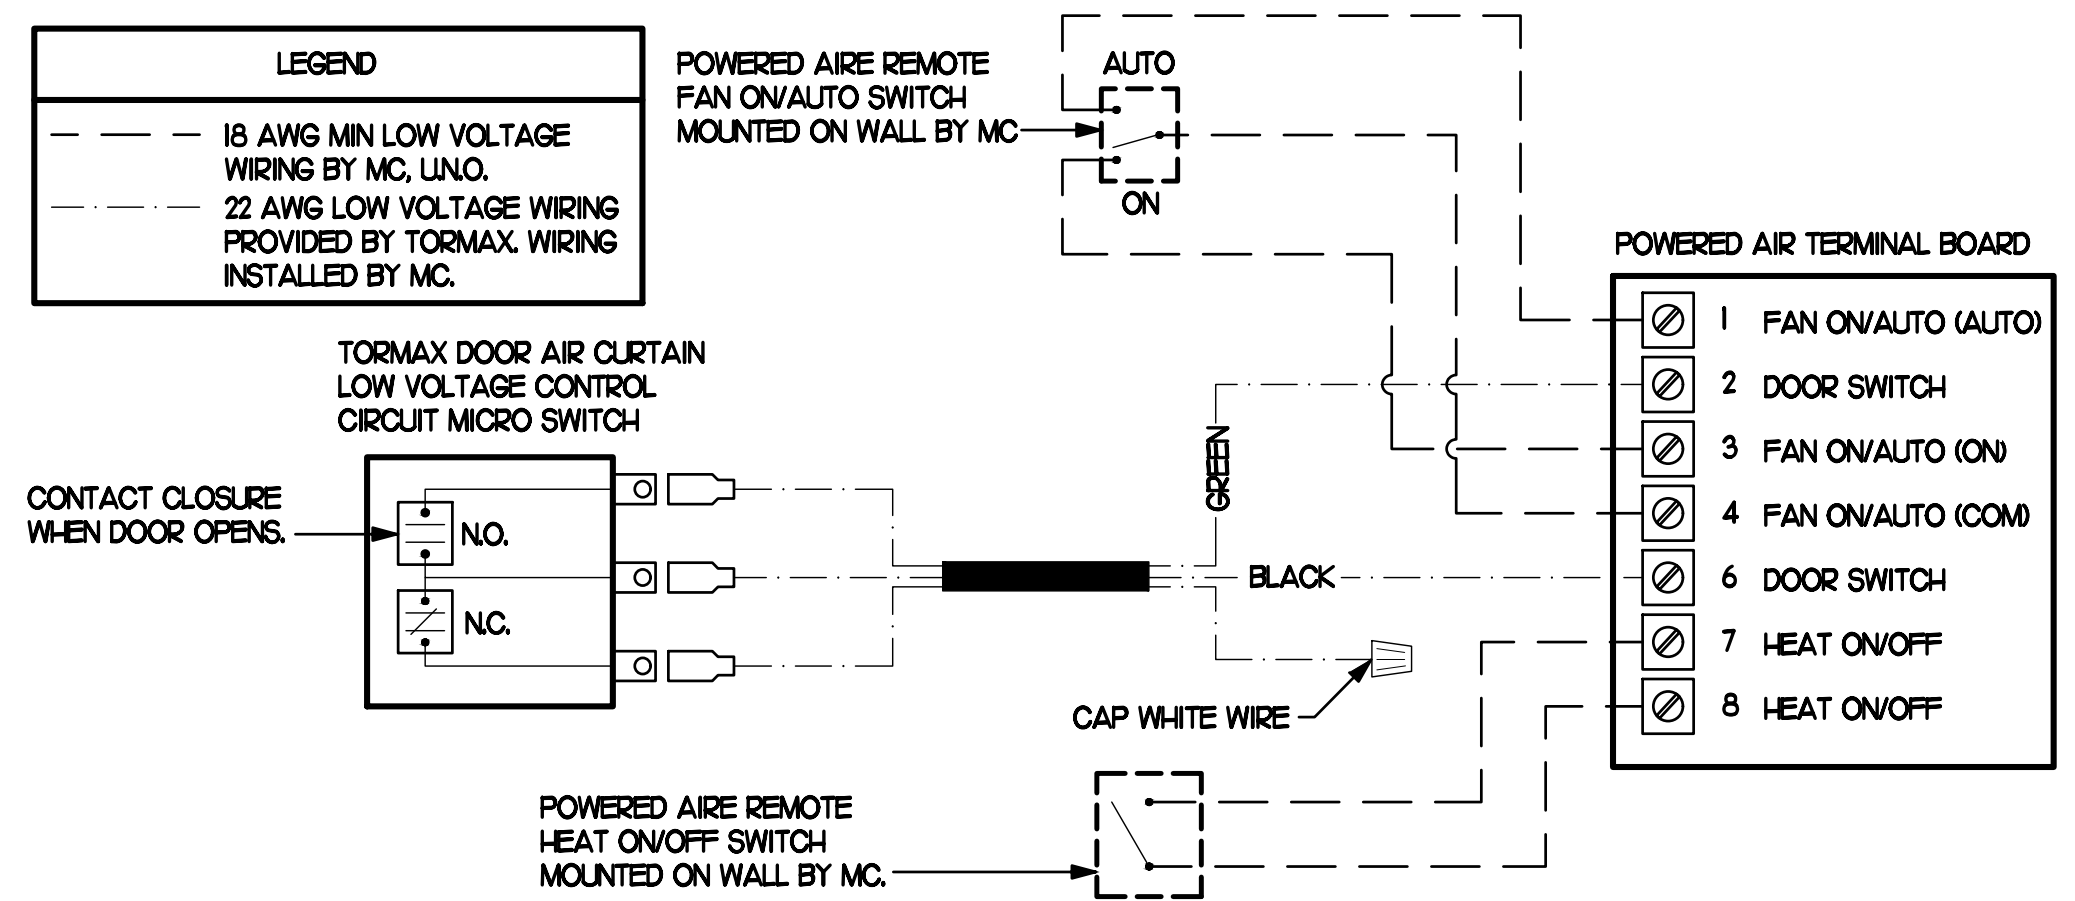 LEGEND
18 AWG MIN LOW VOLTAGE
WIRING BY MC, U.N.O.
22 AWG LOW VOLTAGE WIRING
PROVIDED BY TORMAX. WIRING
INSTALLED BY MC.
POWERED AIRE REMOTE
FAN ON/AUTO SWITCH
MOUNTED ON WALL BY MC
AUTO
ON
POWERED AIR TERMINAL BOARD
1 FAN ON/AUTO (AUTO)
2 DOOR SWITCH
3 FAN ON/AUTO (ON)
4 FAN ON/AUTO (COM)
6 DOOR SWITCH
7 HEAT ON/OFF
8 HEAT ON/OFF
TORMAX DOOR AIR CURTAIN
LOW VOLTAGE CONTROL
CIRCUIT MICRO SWITCH
CONTACT CLOSURE
WHEN DOOR OPENS.
N.O.
N.C.
GREEN
BLACK
CAP WHITE WIRE
POWERED AIRE REMOTE
HEAT ON/OFF SWITCH
MOUNTED ON WALL BY MC.